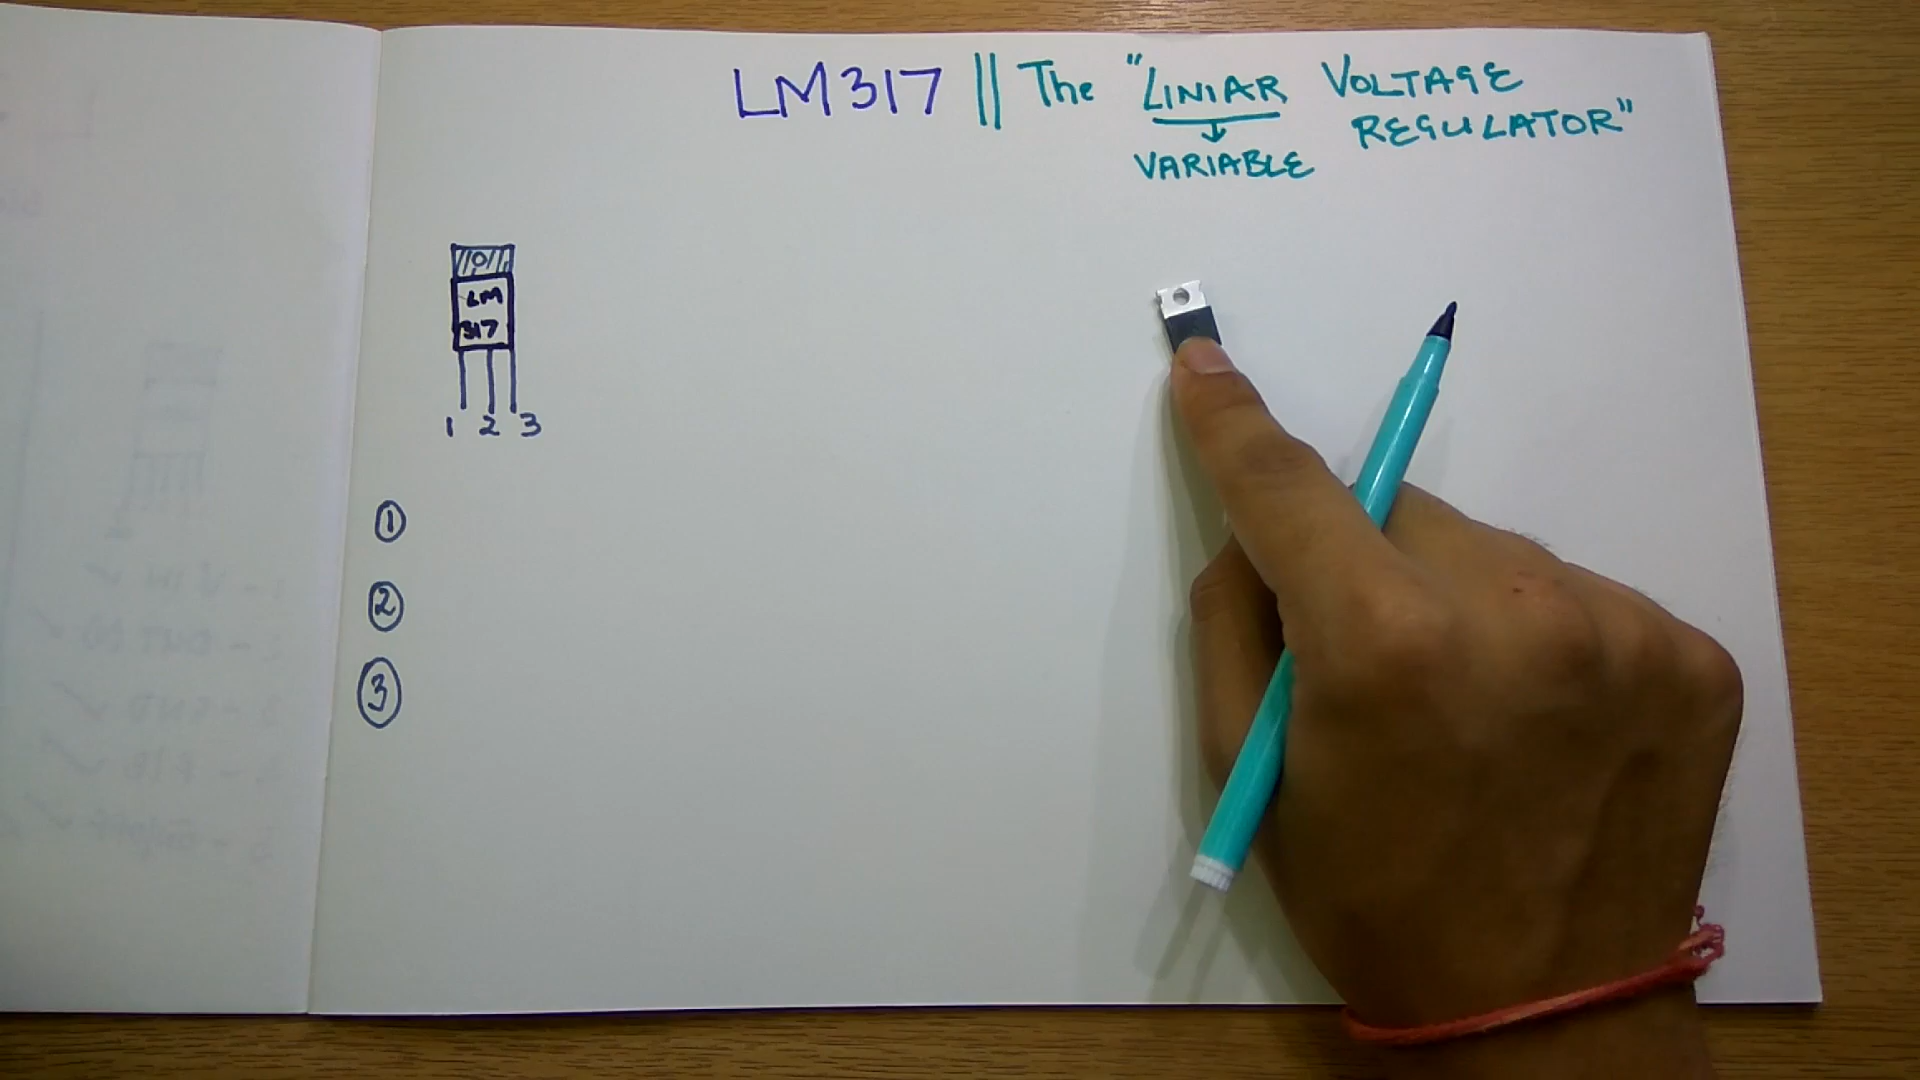 LM317 || The "LINIAR VOLTAGE
REGULATOR"
VARIABLE
LM
317
1 2 3
1
2
3